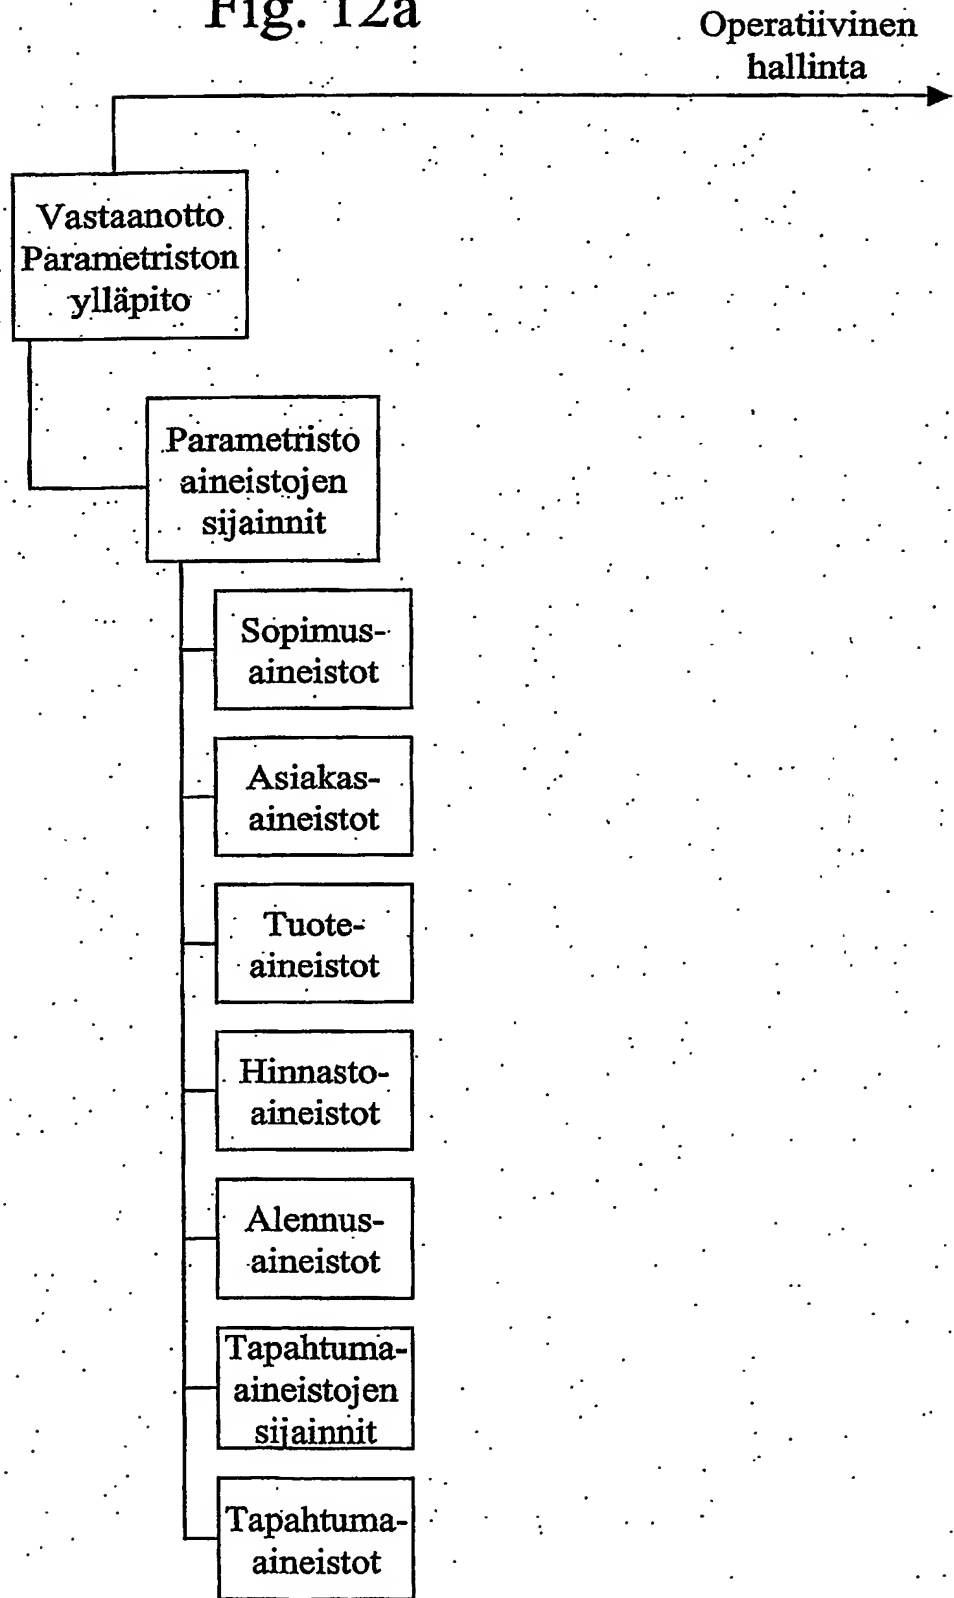 Fig. 12a
Operatiivinen
hallinta
Vastaanotto
Parametriston
ylläpito
Parametristo
aineistojen
sijainnit
Sopimus-
aineistot
Asiakas-
aineistot
Tuote-
aineistot
Hinnasto-
aineistot
Alennus-
aineistot
Tapahtuma-
aineistojen
sijainnit
Tapahtuma-
aineistot